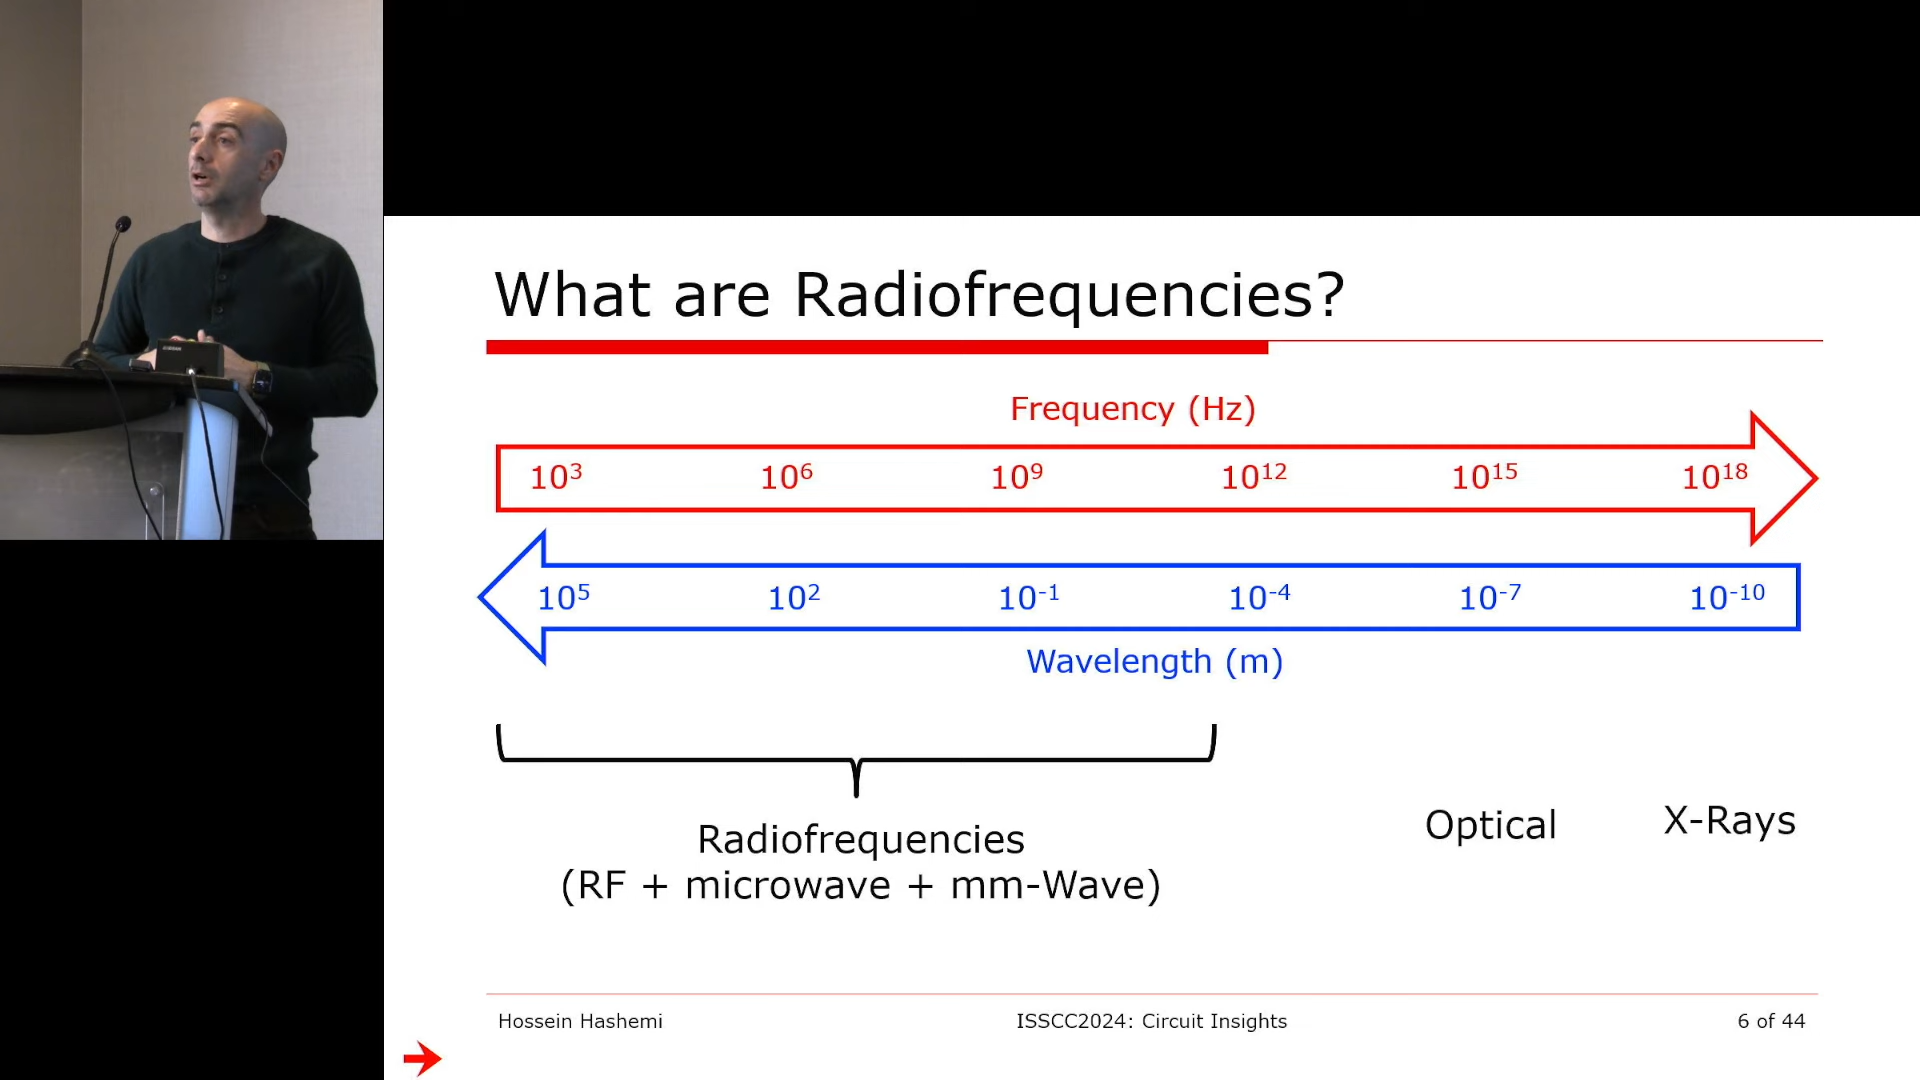 What are Radiofrequencies?
Frequency (Hz)
10³ 10⁶ 10⁹ 10¹² 10¹⁵ 10¹⁸
10⁵ 10² 10⁻¹ 10⁻⁴ 10⁻⁷ 10⁻¹⁰
Wavelength (m)
Radiofrequencies
(RF + microwave + mm-Wave)
Optical
X-Rays
Hossein Hashemi
ISSCC2024: Circuit Insights
6 of 44